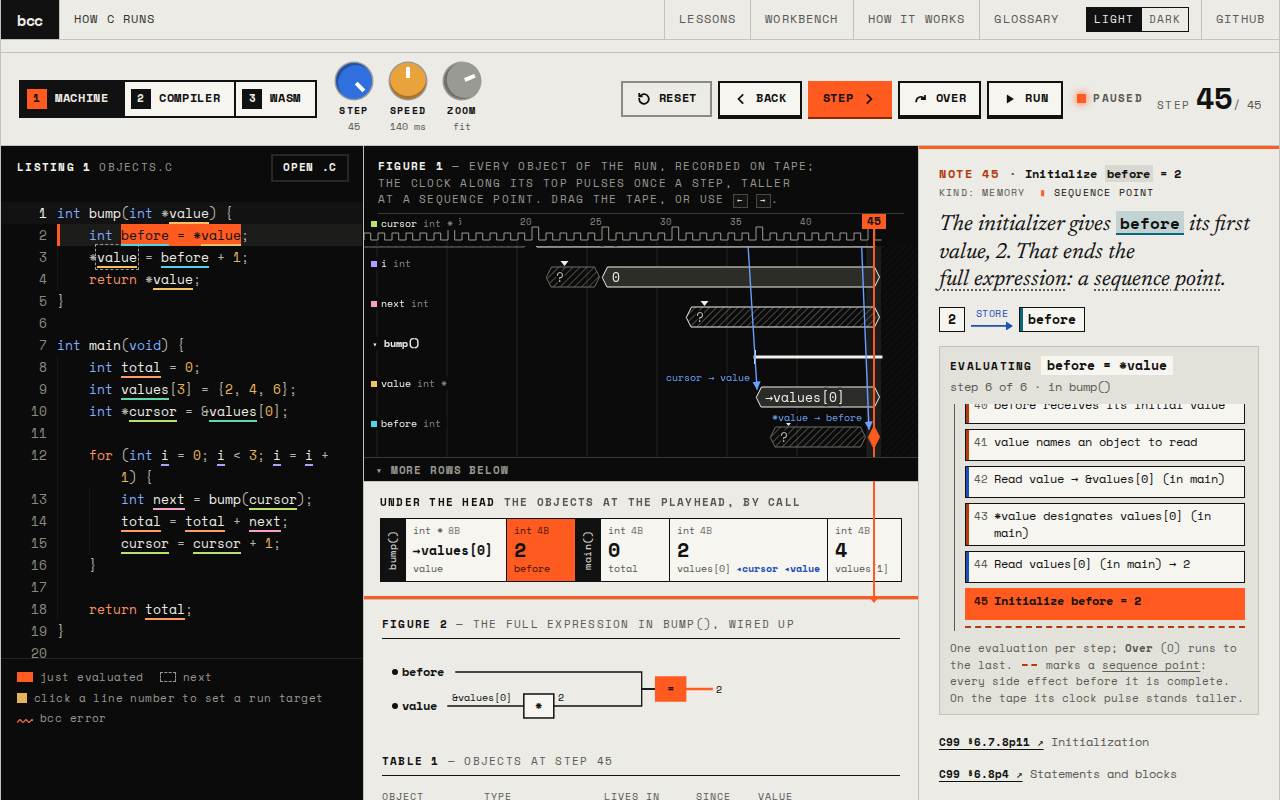 bcc HOW C RUNS LESSONS WORKBENCH HOW IT WORKS GLOSSARY LIGHT DARK GITHUB
1 MACHINE 2 COMPILER 3 WASM
STEP SPEED ZOOM
45 140 ms fit
RESET BACK STEP OVER RUN PAUSED STEP 45 / 45
LISTING 1 OBJECTS.C OPEN .C
1 int bump(int *value) {
2 int before = *value;
3 *value = before + 1;
4 return *value;
5 }
6
7 int main(void) {
8 int total = 0;
9 int values[3] = {2, 4, 6};
10 int *cursor = &values[0];
11
12 for (int i = 0; i < 3; i = i +
1) {
13 int next = bump(cursor);
14 total = total + next;
15 cursor = cursor + 1;
16 }
17
18 return total;
19 }
20
just evaluated next
click a line number to set a run target
bcc error
FIGURE 1 — EVERY OBJECT OF THE RUN, RECORDED ON TAPE;
THE CLOCK ALONG ITS TOP PULSES ONCE A STEP, TALLER
AT A SEQUENCE POINT. DRAG THE TAPE, OR USE ← →.
cursor int * 20 25 30 35 40 45
i int ? 0
next int ?
▾ bump()
cursor → value
value int * →values[0]
*value → before
before int ?
▾ MORE ROWS BELOW
UNDER THE HEAD THE OBJECTS AT THE PLAYHEAD, BY CALL
bump() int * 8B →values[0] value
int 4B 2 before
main() int 4B 0 total
int 4B 2 values[0] ◂cursor ◂value
int 4B 4 values[1]
FIGURE 2 — THE FULL EXPRESSION IN BUMP(), WIRED UP
before
value &values[0] * 2 = 2
TABLE 1 — OBJECTS AT STEP 45
OBJECT TYPE LIVES IN SINCE VALUE
NOTE 45 · Initialize before = 2
KIND: MEMORY SEQUENCE POINT
The initializer gives before its first
value, 2. That ends the
full expression: a sequence point.
2 STORE before
EVALUATING before = *value
step 6 of 6 · in bump()
40 before receives its initial value
41 value names an object to read
42 Read value → &values[0] (in main)
43 *value designates values[0] (in
main)
44 Read values[0] (in main) → 2
45 Initialize before = 2
One evaluation per step; Over (O) runs to
the last. marks a sequence point:
every side effect before it is complete.
On the tape its clock pulse stands taller.
C99 §6.7.8p11 ↗ Initialization
C99 §6.8p4 ↗ Statements and blocks